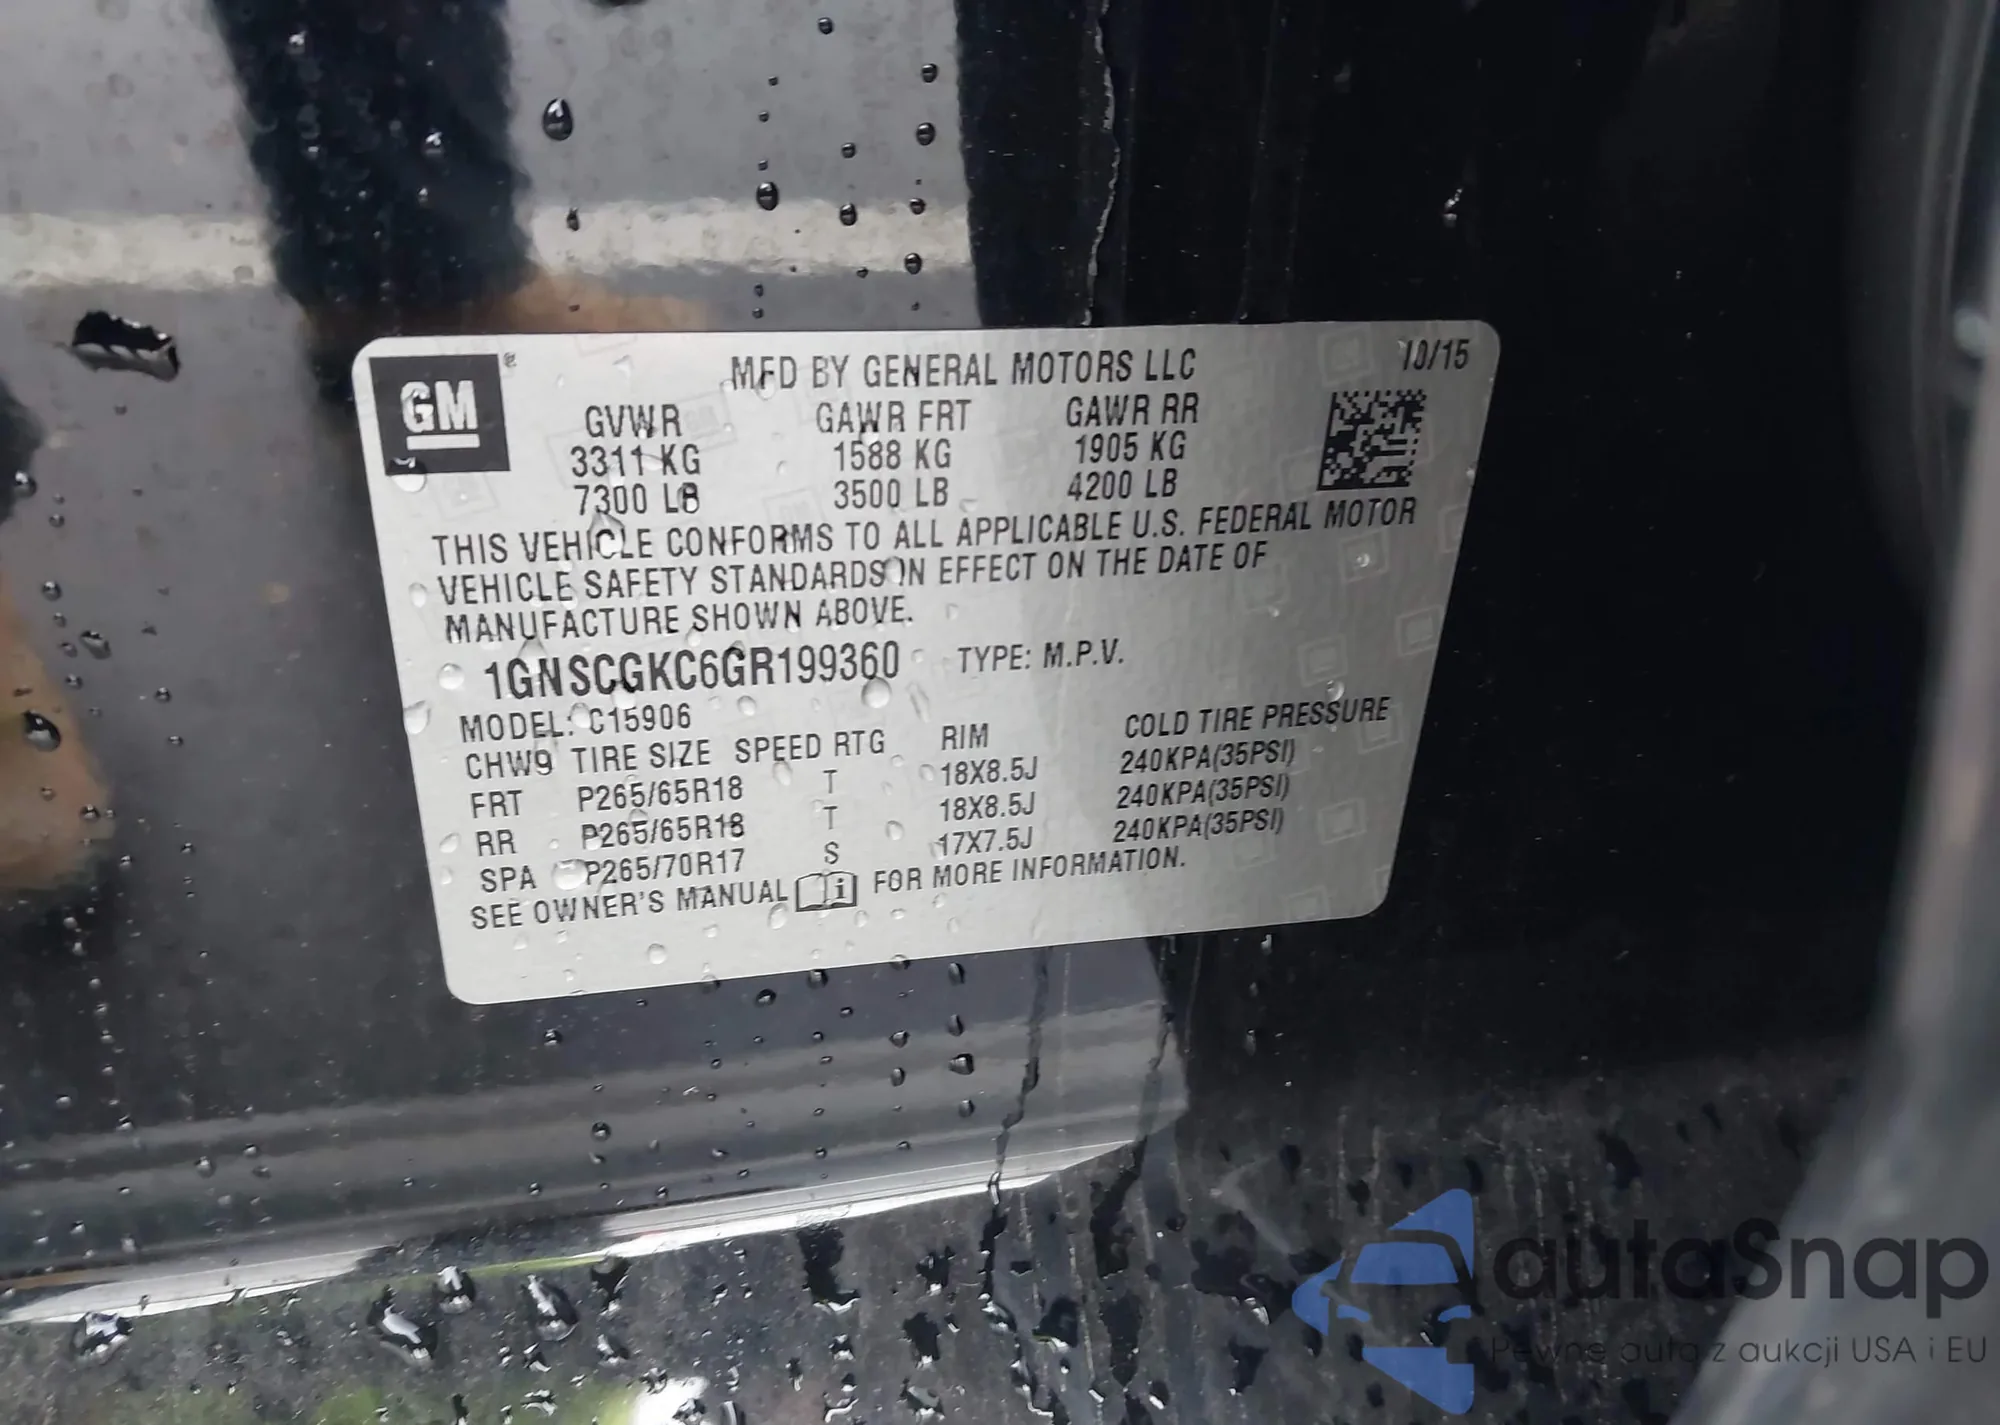 GM ®
MFD BY GENERAL MOTORS LLC 10/15
GVWR GAWR FRT GAWR RR
3311 KG 1588 KG 1905 KG
7300 LB 3500 LB 4200 LB
THIS VEHICLE CONFORMS TO ALL APPLICABLE U.S. FEDERAL MOTOR
VEHICLE SAFETY STANDARDS IN EFFECT ON THE DATE OF
MANUFACTURE SHOWN ABOVE.
1GNSCGKC6GR199360 TYPE: M.P.V.
MODEL: C15906
CHW9 TIRE SIZE SPEED RTG RIM COLD TIRE PRESSURE
FRT P265/65R18 T 18X8.5J 240KPA(35PSI)
RR P265/65R18 T 18X8.5J 240KPA(35PSI)
SPA P265/70R17 S 17X7.5J 240KPA(35PSI)
SEE OWNER'S MANUAL i FOR MORE INFORMATION.
autaSnap
Pewne auta z aukcji USA i EU